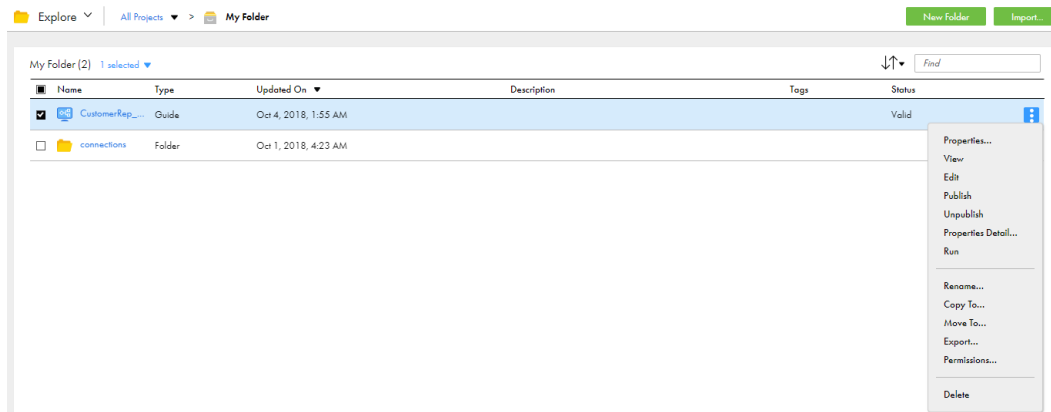 Explore All Projects > My Folder New Folder Import...
My Folder (2) 1 selected Find
Name Type Updated On Description Tags Status
CustomerRep_... Guide Oct 4, 2018, 1:55 AM Valid
connections Folder Oct 1, 2018, 4:23 AM
Properties...
View
Edit
Publish
Unpublish
Properties Detail...
Run
Rename...
Copy To...
Move To...
Export...
Permissions...
Delete